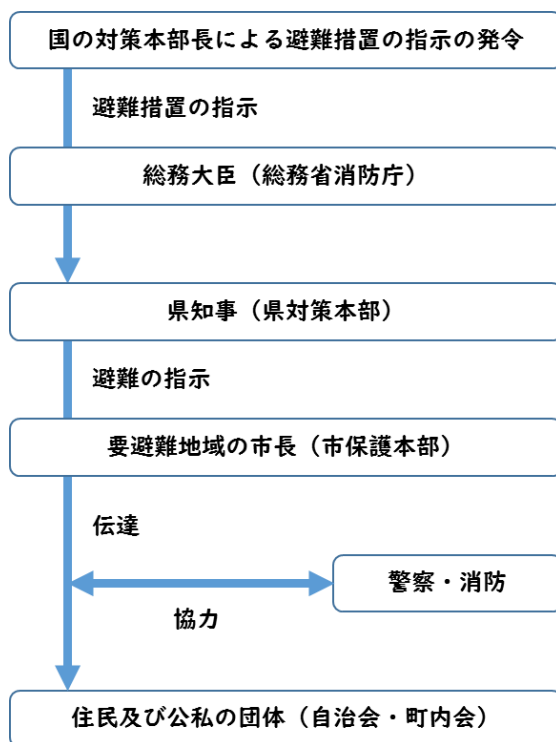 国の対策本部長による避難措置の指示の発令
避難措置の指示
総務大臣（総務省消防庁）
県知事（県対策本部）
避難の指示
要避難地域の市長（市保護本部）
伝達
警察・消防
協力
住民及び公私の団体（自治会・町内会）